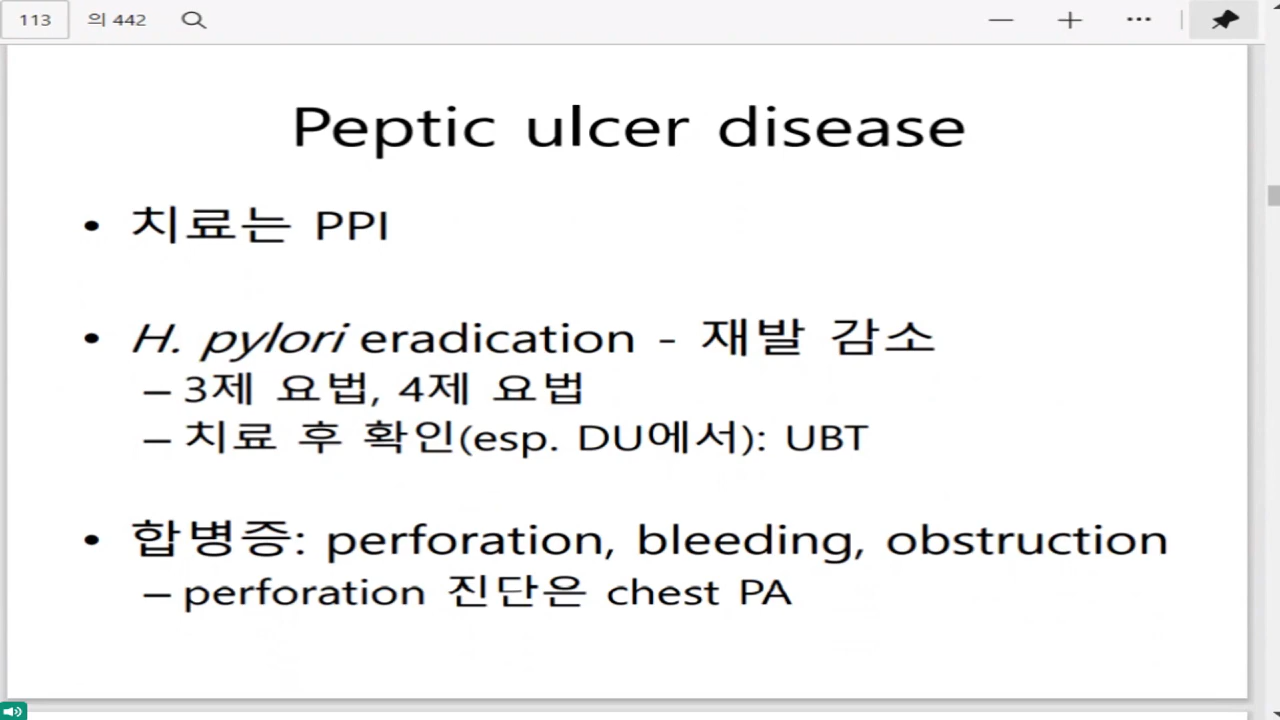 113 의 442
Peptic ulcer disease
• 치료는 PPI
• H. pylori eradication - 재발 감소
– 3제 요법, 4제 요법
– 치료 후 확인(esp. DU에서): UBT
• 합병증: perforation, bleeding, obstruction
– perforation 진단은 chest PA